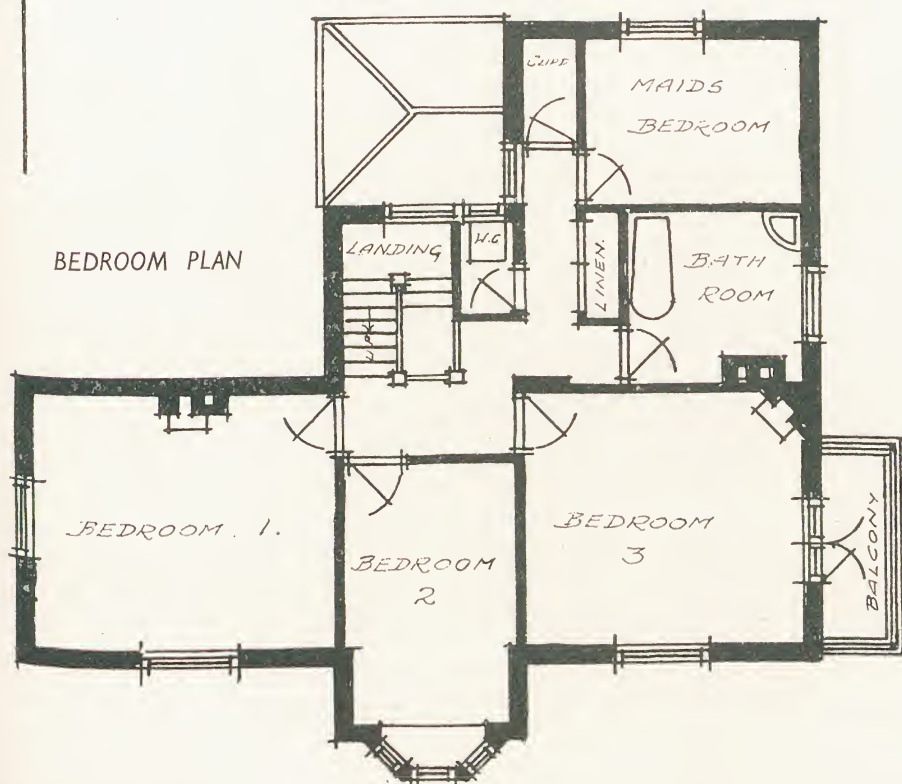 BEDROOM PLAN
CUPD
MAIDS
BEDROOM
LANDING
W.C
LINEN.
BATH
ROOM
UP
BEDROOM. 1.
BEDROOM
2
BEDROOM
3
BALCONY